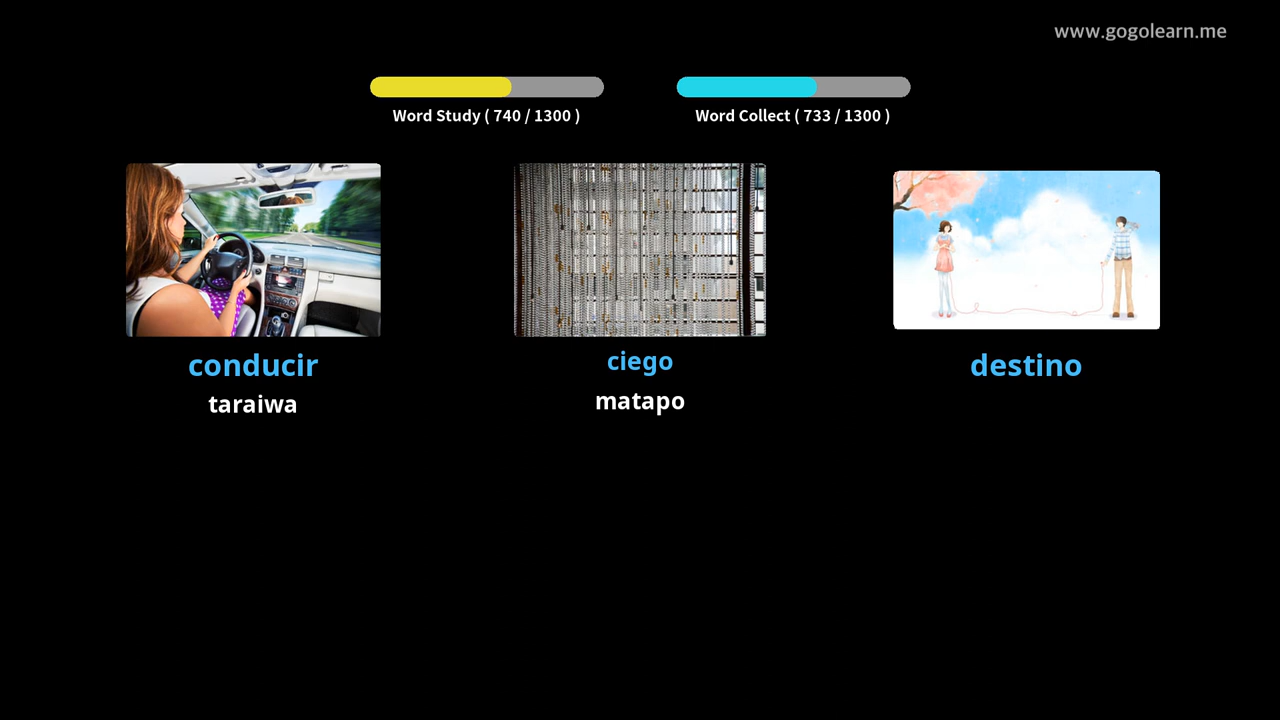 www.gogolearn.me
Word Study ( 740 / 1300 )
Word Collect ( 733 / 1300 )
conducir
taraiwa
ciego
matapo
destino